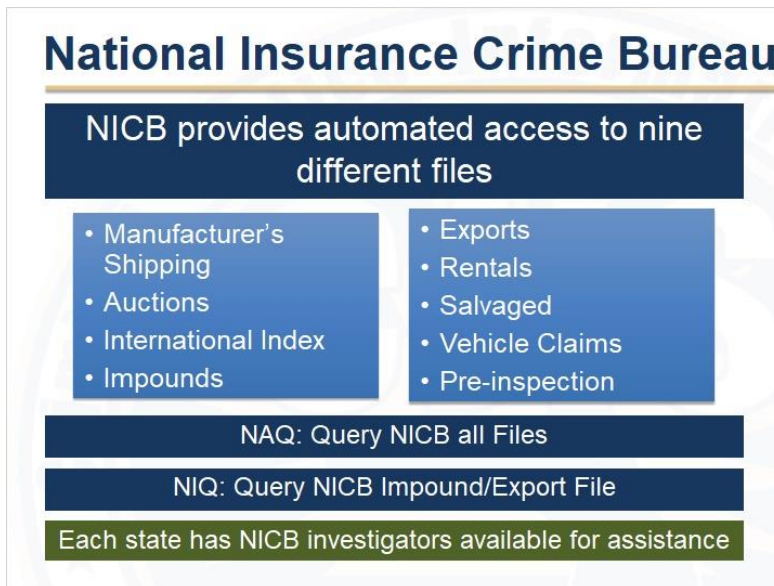 National Insurance Crime Bureau
NICB provides automated access to nine
different files
• Manufacturer's
Shipping
• Auctions
• International Index
• Impounds
• Exports
• Rentals
• Salvaged
• Vehicle Claims
• Pre-inspection
NAQ: Query NICB all Files
NIQ: Query NICB Impound/Export File
Each state has NICB investigators available for assistance